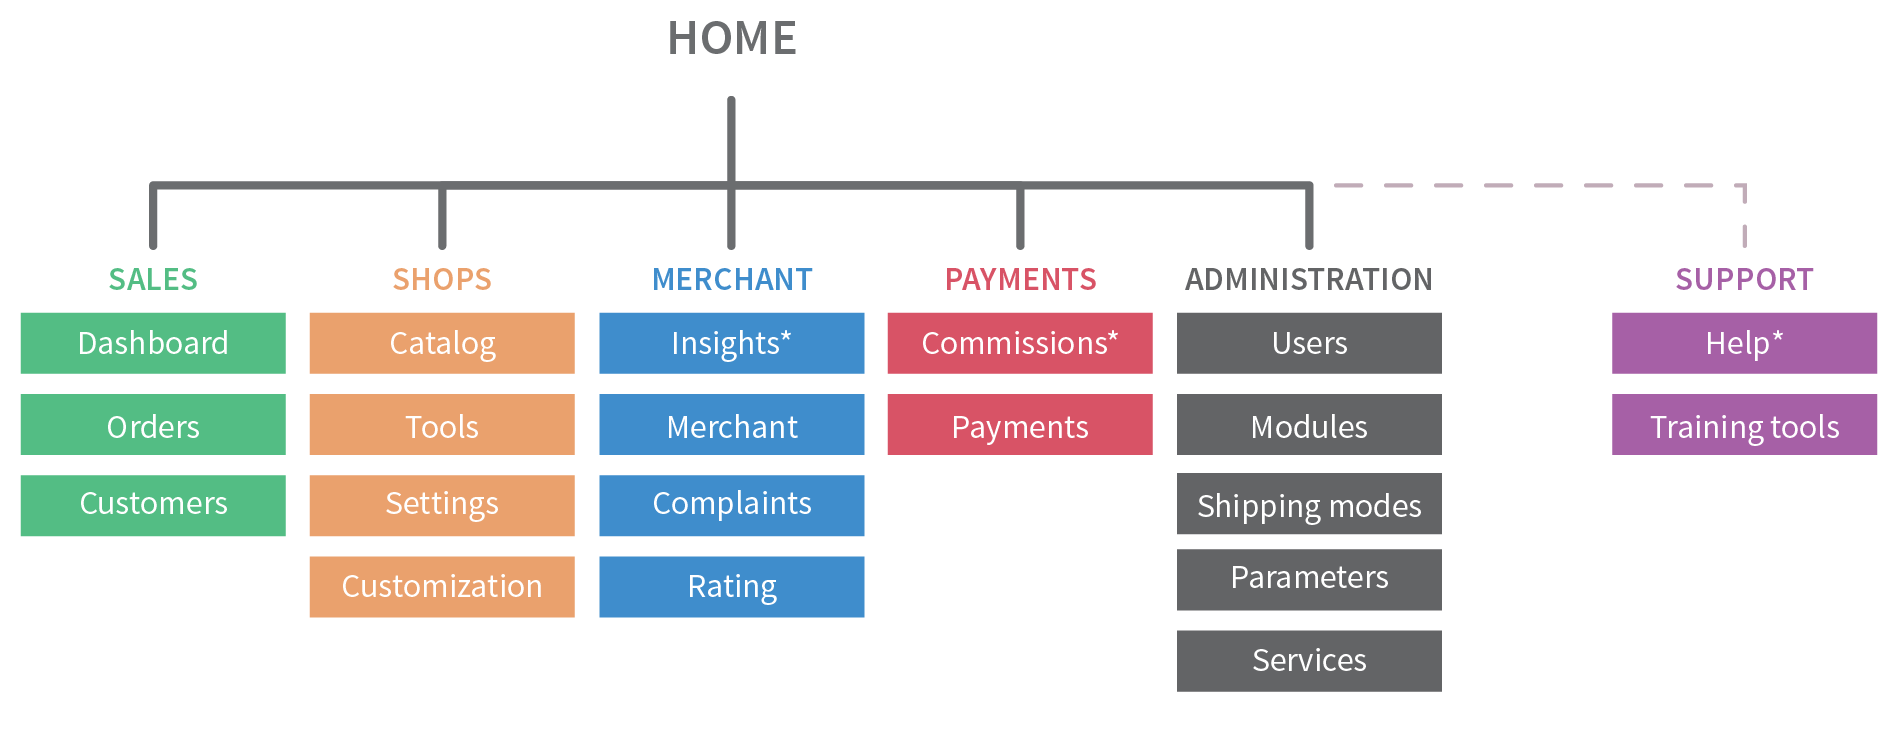 HOME
SALES
Dashboard
Orders
Customers
SHOPS
Catalog
Tools
Settings
Customization
MERCHANT
Insights*
Merchant
Complaints
Rating
PAYMENTS
Commissions*
Payments
ADMINISTRATION
Users
Modules
Shipping modes
Parameters
Services
SUPPORT
Help*
Training tools